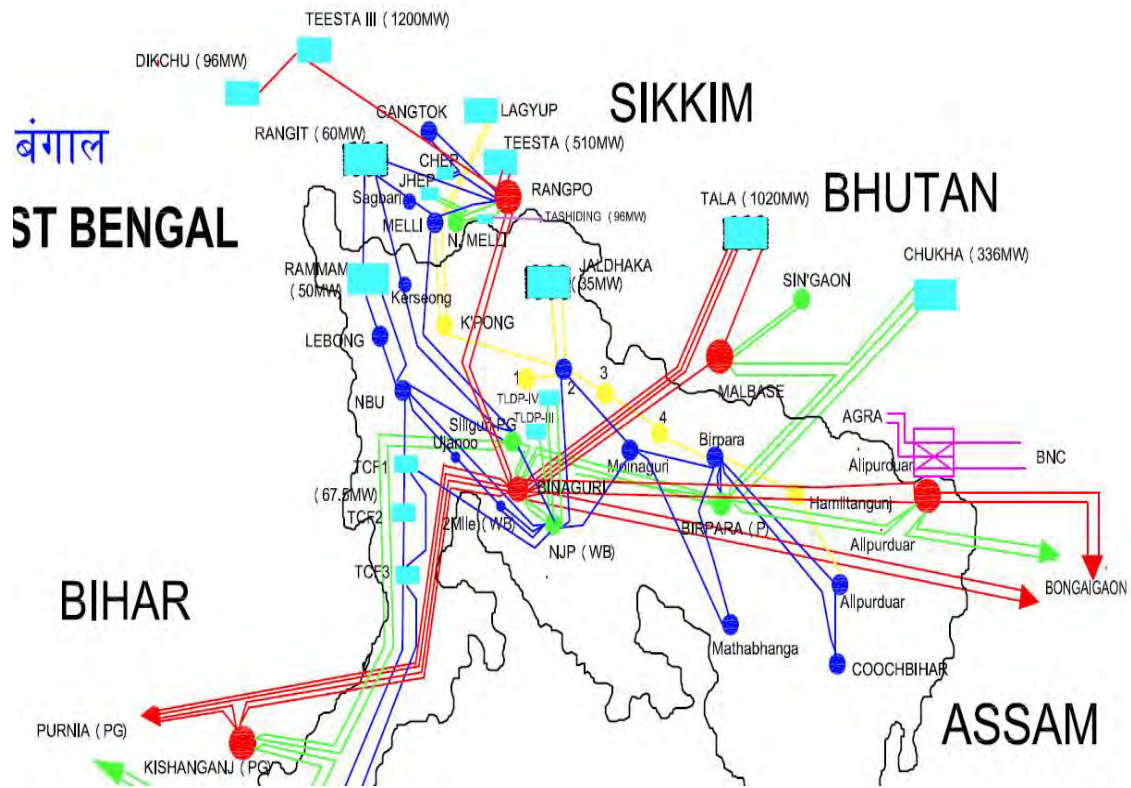 TEESTA III ( 1200MW)
DIKCHU ( 96MW)
SIKKIM
GANGTOK
LAGYUP
बंगाल
RANGIT ( 60MW)
TEESTA ( 510MW)
CHEP
JHEP
RANGPO
Sagbari
ST BENGAL
MELLI
N. MELLI
TASHIDING ( 96MW)
TALA ( 1020MW)
BHUTAN
CHUKHA ( 336MW)
RAMMAM
( 50MW)
Kerseong
JALDHAKA
(35MW)
SIN'GAON
K'PONG
LEBONG
1
2
3
MALBASE
NBU
TLDP-IV
TLDP-III
4
AGRA
Siliguri PG
Ujanoo
Birpara
BNC
TCF1
Moinaguri
Alipurduar
( 67.5MW)
BINAGURI
Hamiltangunj
TCF2
2Mile ( WB)
NJP ( WB)
BIRPARA ( P)
Alipurduar
TCF3
BIHAR
Alipurduar
BONGAIGAON
Mathabhanga
COOCHBIHAR
ASSAM
PURNIA ( PG)
KISHANGANJ ( PG)